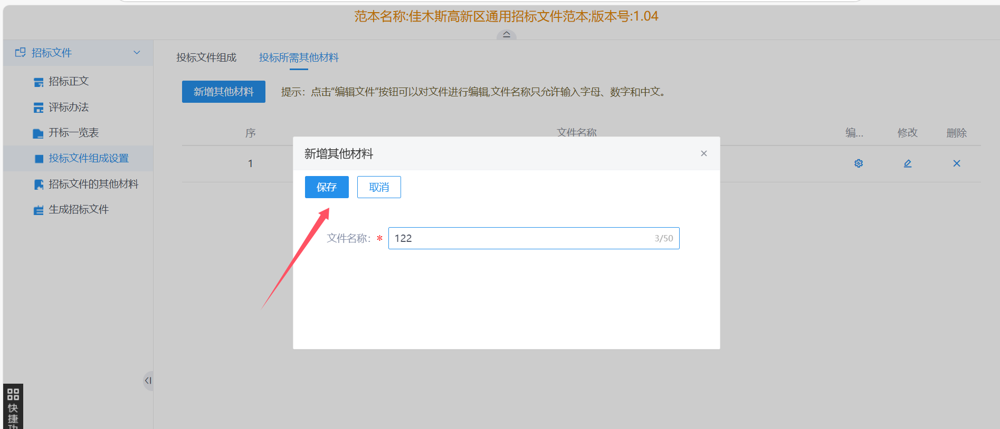 范本名称:佳木斯高新区通用招标文件范本;版本号:1.04
招标文件
招标正文
评标办法
开标一览表
投标文件组成设置
招标文件的其他材料
生成招标文件
投标文件组成
投标所需其他材料
新增其他材料
提示：点击“编辑文件”按钮可以对文件进行编辑,文件名称只允许输入字母、数字和中文。
序 文件名称 编... 修改 删除
1
新增其他材料
保存 取消
文件名称：* 122 3/50
快
捷